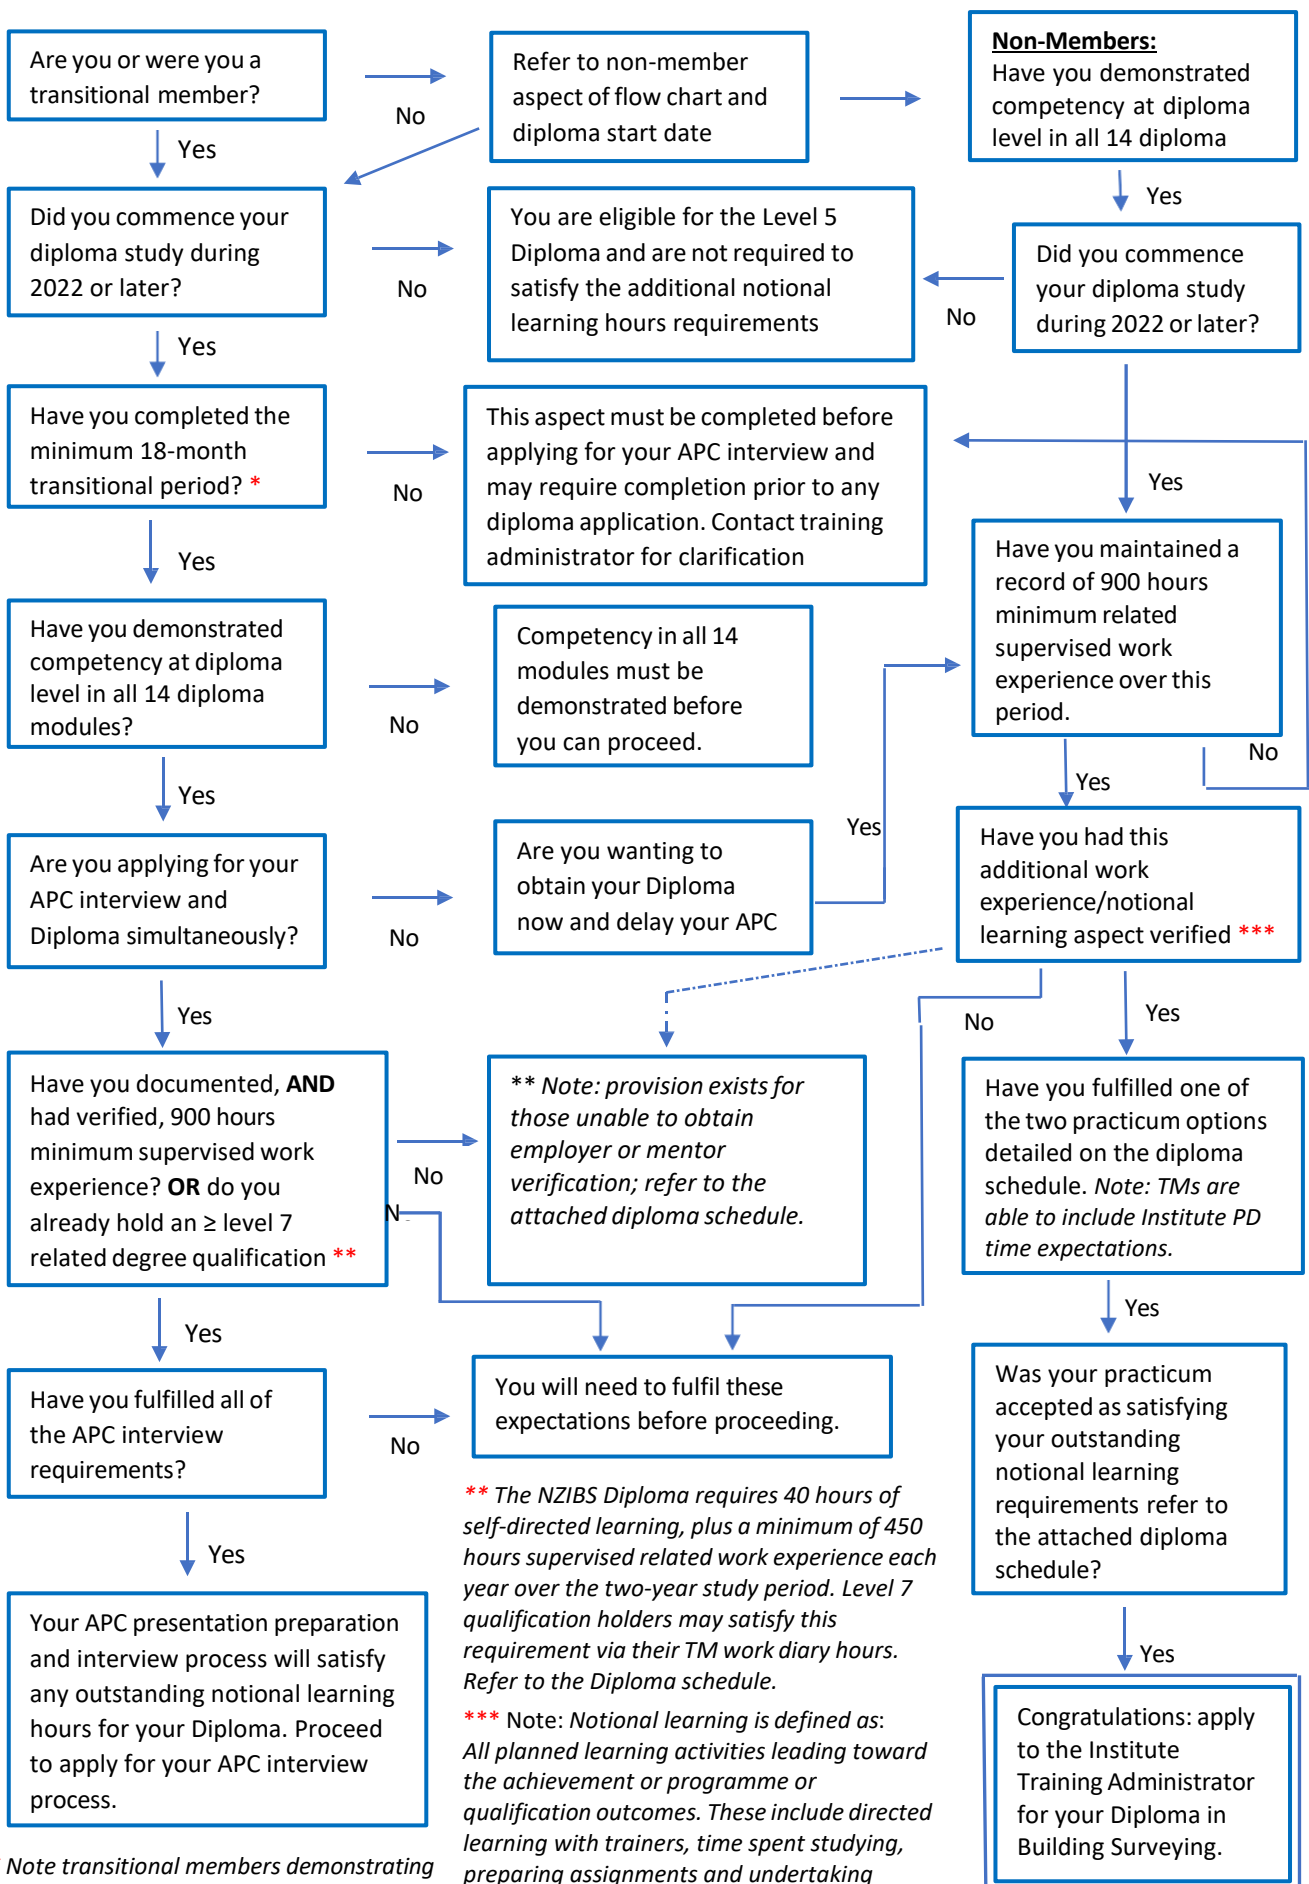 Are you or were you a
transitional member?
No
Refer to non-member
aspect of flow chart and
diploma start date
Non-Members:
Have you demonstrated
competency at diploma
level in all 14 diploma
Yes
Yes
Did you commence your
diploma study during
2022 or later?
No
You are eligible for the Level 5
Diploma and are not required to
satisfy the additional notional
learning hours requirements
No
Did you commence
your diploma study
during 2022 or later?
Yes
Yes
Have you completed the
minimum 18-month
transitional period? *
No
This aspect must be completed before
applying for your APC interview and
may require completion prior to any
diploma application. Contact training
administrator for clarification
Have you maintained a
record of 900 hours
minimum related
supervised work
experience over this
period.
No
Yes
Yes
Have you demonstrated
competency at diploma
level in all 14 diploma
modules?
No
Competency in all 14
modules must be
demonstrated before
you can proceed.
Yes
Are you applying for your
APC interview and
Diploma simultaneously?
No
Are you wanting to
obtain your Diploma
now and delay your APC
Yes
Have you had this
additional work
experience/notional
learning aspect verified ***
No
Yes
Yes
Have you documented, AND
had verified, 900 hours
minimum supervised work
experience? OR do you
already hold an ≥ level 7
related degree qualification **
No
N
** Note: provision exists for
those unable to obtain
employer or mentor
verification; refer to the
attached diploma schedule.
Have you fulfilled one of
the two practicum options
detailed on the diploma
schedule. Note: TMs are
able to include Institute PD
time expectations.
Yes
Yes
Have you fulfilled all of
the APC interview
requirements?
No
You will need to fulfil these
expectations before proceeding.
Was your practicum
accepted as satisfying
your outstanding
notional learning
requirements refer to
the attached diploma
schedule?
Yes
Yes
Your APC presentation preparation
and interview process will satisfy
any outstanding notional learning
hours for your Diploma. Proceed
to apply for your APC interview
process.
** The NZIBS Diploma requires 40 hours of
self-directed learning, plus a minimum of 450
hours supervised related work experience each
year over the two-year study period. Level 7
qualification holders may satisfy this
requirement via their TM work diary hours.
Refer to the Diploma schedule.
*** Note: Notional learning is defined as:
All planned learning activities leading toward
the achievement or programme or
qualification outcomes. These include directed
learning with trainers, time spent studying,
preparing assignments and undertaking
Congratulations: apply
to the Institute
Training Administrator
for your Diploma in
Building Surveying.
Note transitional members demonstrating